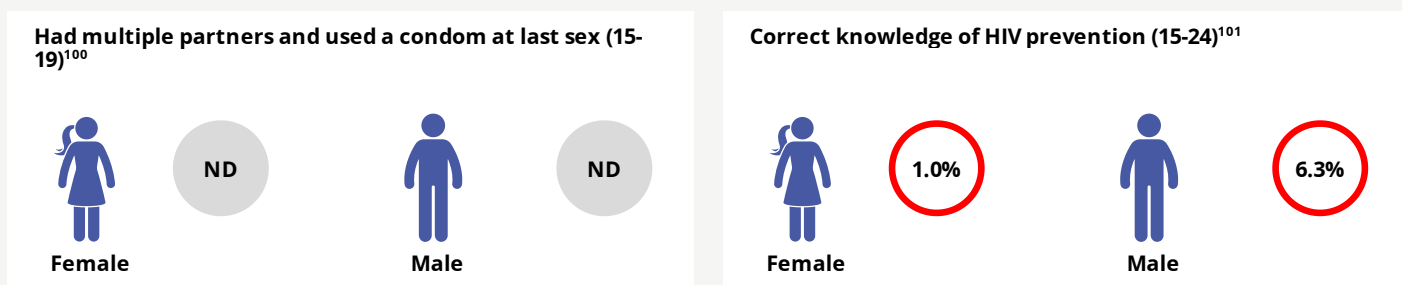 Had multiple partners and used a condom at last sex (15-
19)¹⁰⁰
ND
ND
Female
Male
Correct knowledge of HIV prevention (15-24)¹⁰¹
1.0%
6.3%
Female
Male